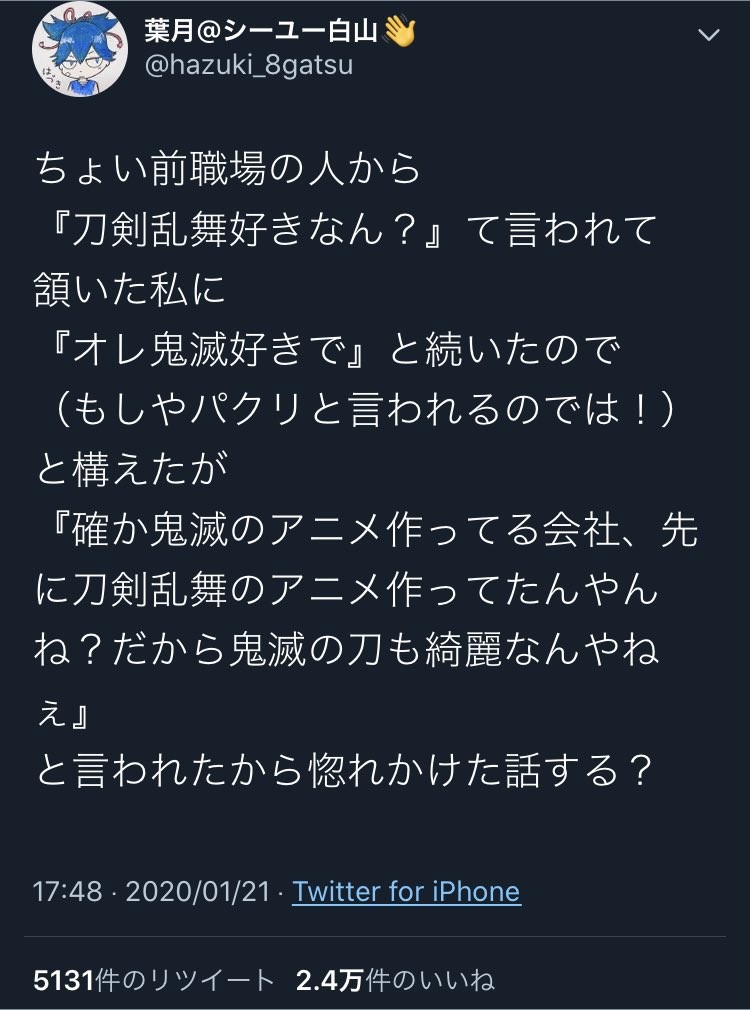 葉月@シーユー白山👋
@hazuki_8gatsu
ちょい前職場の人から
『刀剣乱舞好きなん？』て言われて
頷いた私に
『オレ鬼滅好きで』と続いたので
（もしやパクリと言われるのでは！）
と構えたが
『確か鬼滅のアニメ作ってる会社、先
に刀剣乱舞のアニメ作ってたんやん
ね？だから鬼滅の刀も綺麗なんやね
ぇ』
と言われたから惚れかけた話する？
17:48 · 2020/01/21 · Twitter for iPhone
5131件のリツイート 2.4万件のいいね
はづき